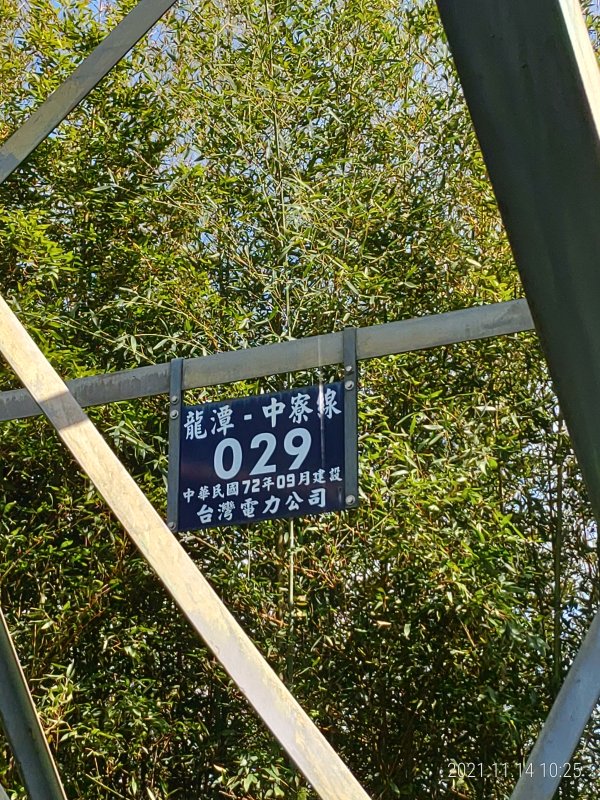 龍潭-中寮線
029
中華民國72年09月建設
台灣電力公司
2021.11.14 10:25